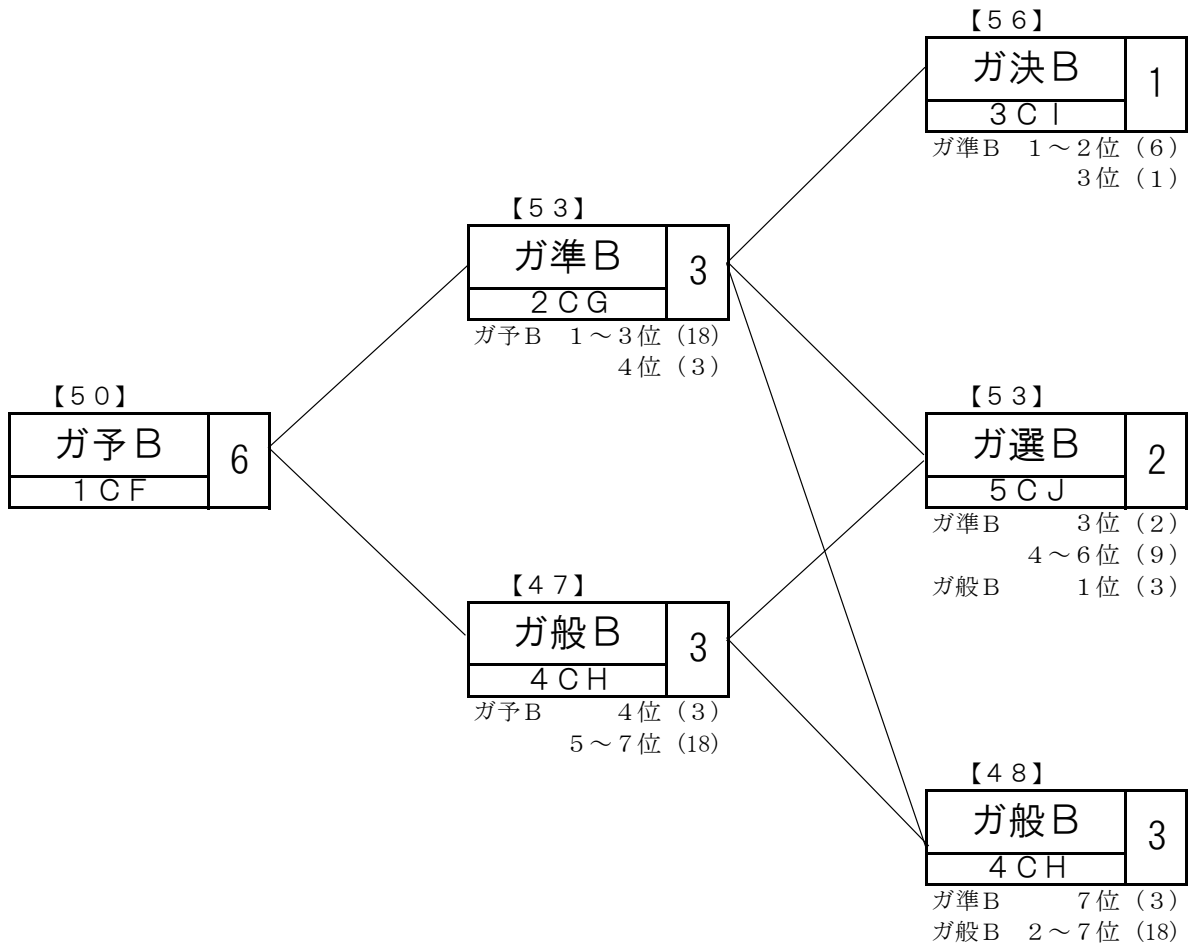 【５６】
ガ決Ｂ
1
３ＣＩ
ガ準Ｂ　１～２位（６）
３位（１）
【５３】
ガ準Ｂ
3
２ＣＧ
ガ予Ｂ　１～３位（18）
４位（３）
【５０】
ガ予Ｂ
6
１ＣＦ
【５３】
ガ選Ｂ
2
５ＣＪ
ガ準Ｂ　３位（２）
４～６位（９）
ガ般Ｂ　１位（３）
【４７】
ガ般Ｂ
3
４ＣＨ
ガ予Ｂ　４位（３）
５～７位（18）
【４８】
ガ般Ｂ
3
４ＣＨ
ガ準Ｂ　７位（３）
ガ般Ｂ　２～７位（18）